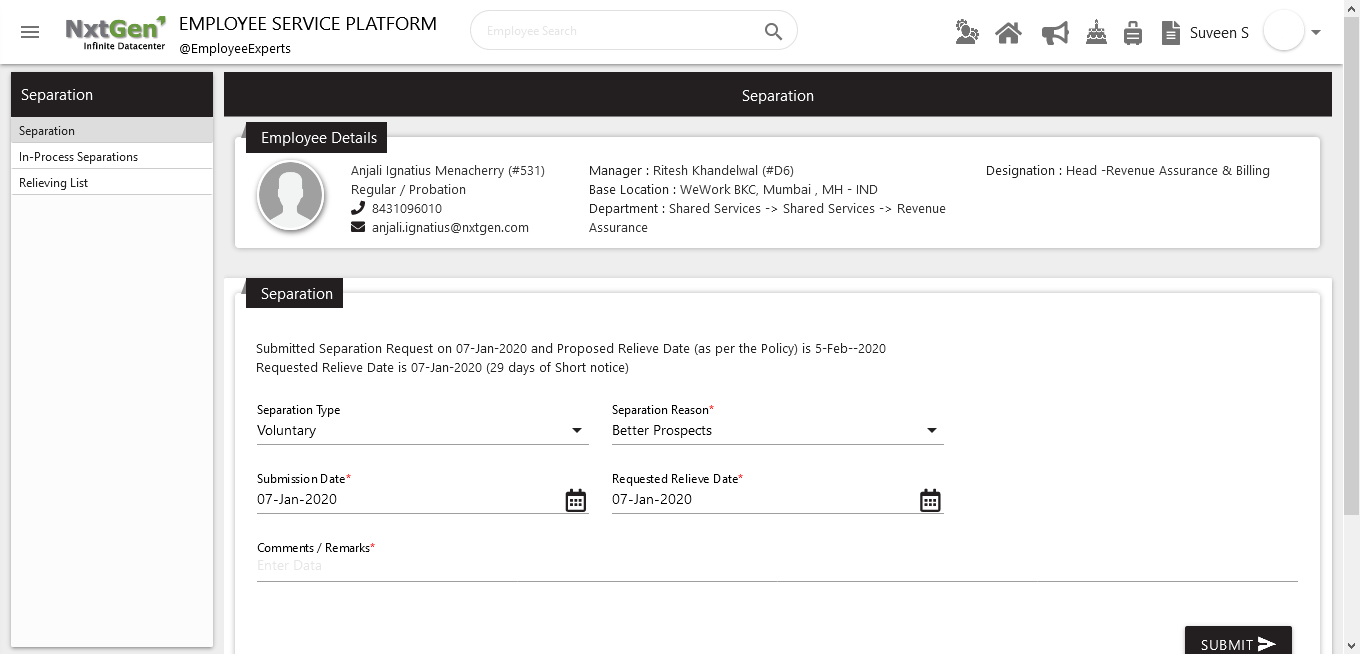 NxtGen
Infinite Datacenter
EMPLOYEE SERVICE PLATFORM
@EmployeeExperts
Employee Search
Suveen S
Separation
Separation
In-Process Separations
Relieving List
Separation
Employee Details
Anjali Ignatius Menacherry (#531)
Regular / Probation
8431096010
anjali.ignatius@nxtgen.com
Manager : Ritesh Khandelwal (#D6)
Base Location : WeWork BKC, Mumbai , MH - IND
Department : Shared Services -> Shared Services -> Revenue
Assurance
Designation : Head -Revenue Assurance & Billing
Separation
Submitted Separation Request on 07-Jan-2020 and Proposed Relieve Date (as per the Policy) is 5-Feb--2020
Requested Relieve Date is 07-Jan-2020 (29 days of Short notice)
Separation Type
Voluntary
Separation Reason*
Better Prospects
Submission Date*
07-Jan-2020
Requested Relieve Date*
07-Jan-2020
Comments / Remarks*
Enter Data
SUBMIT